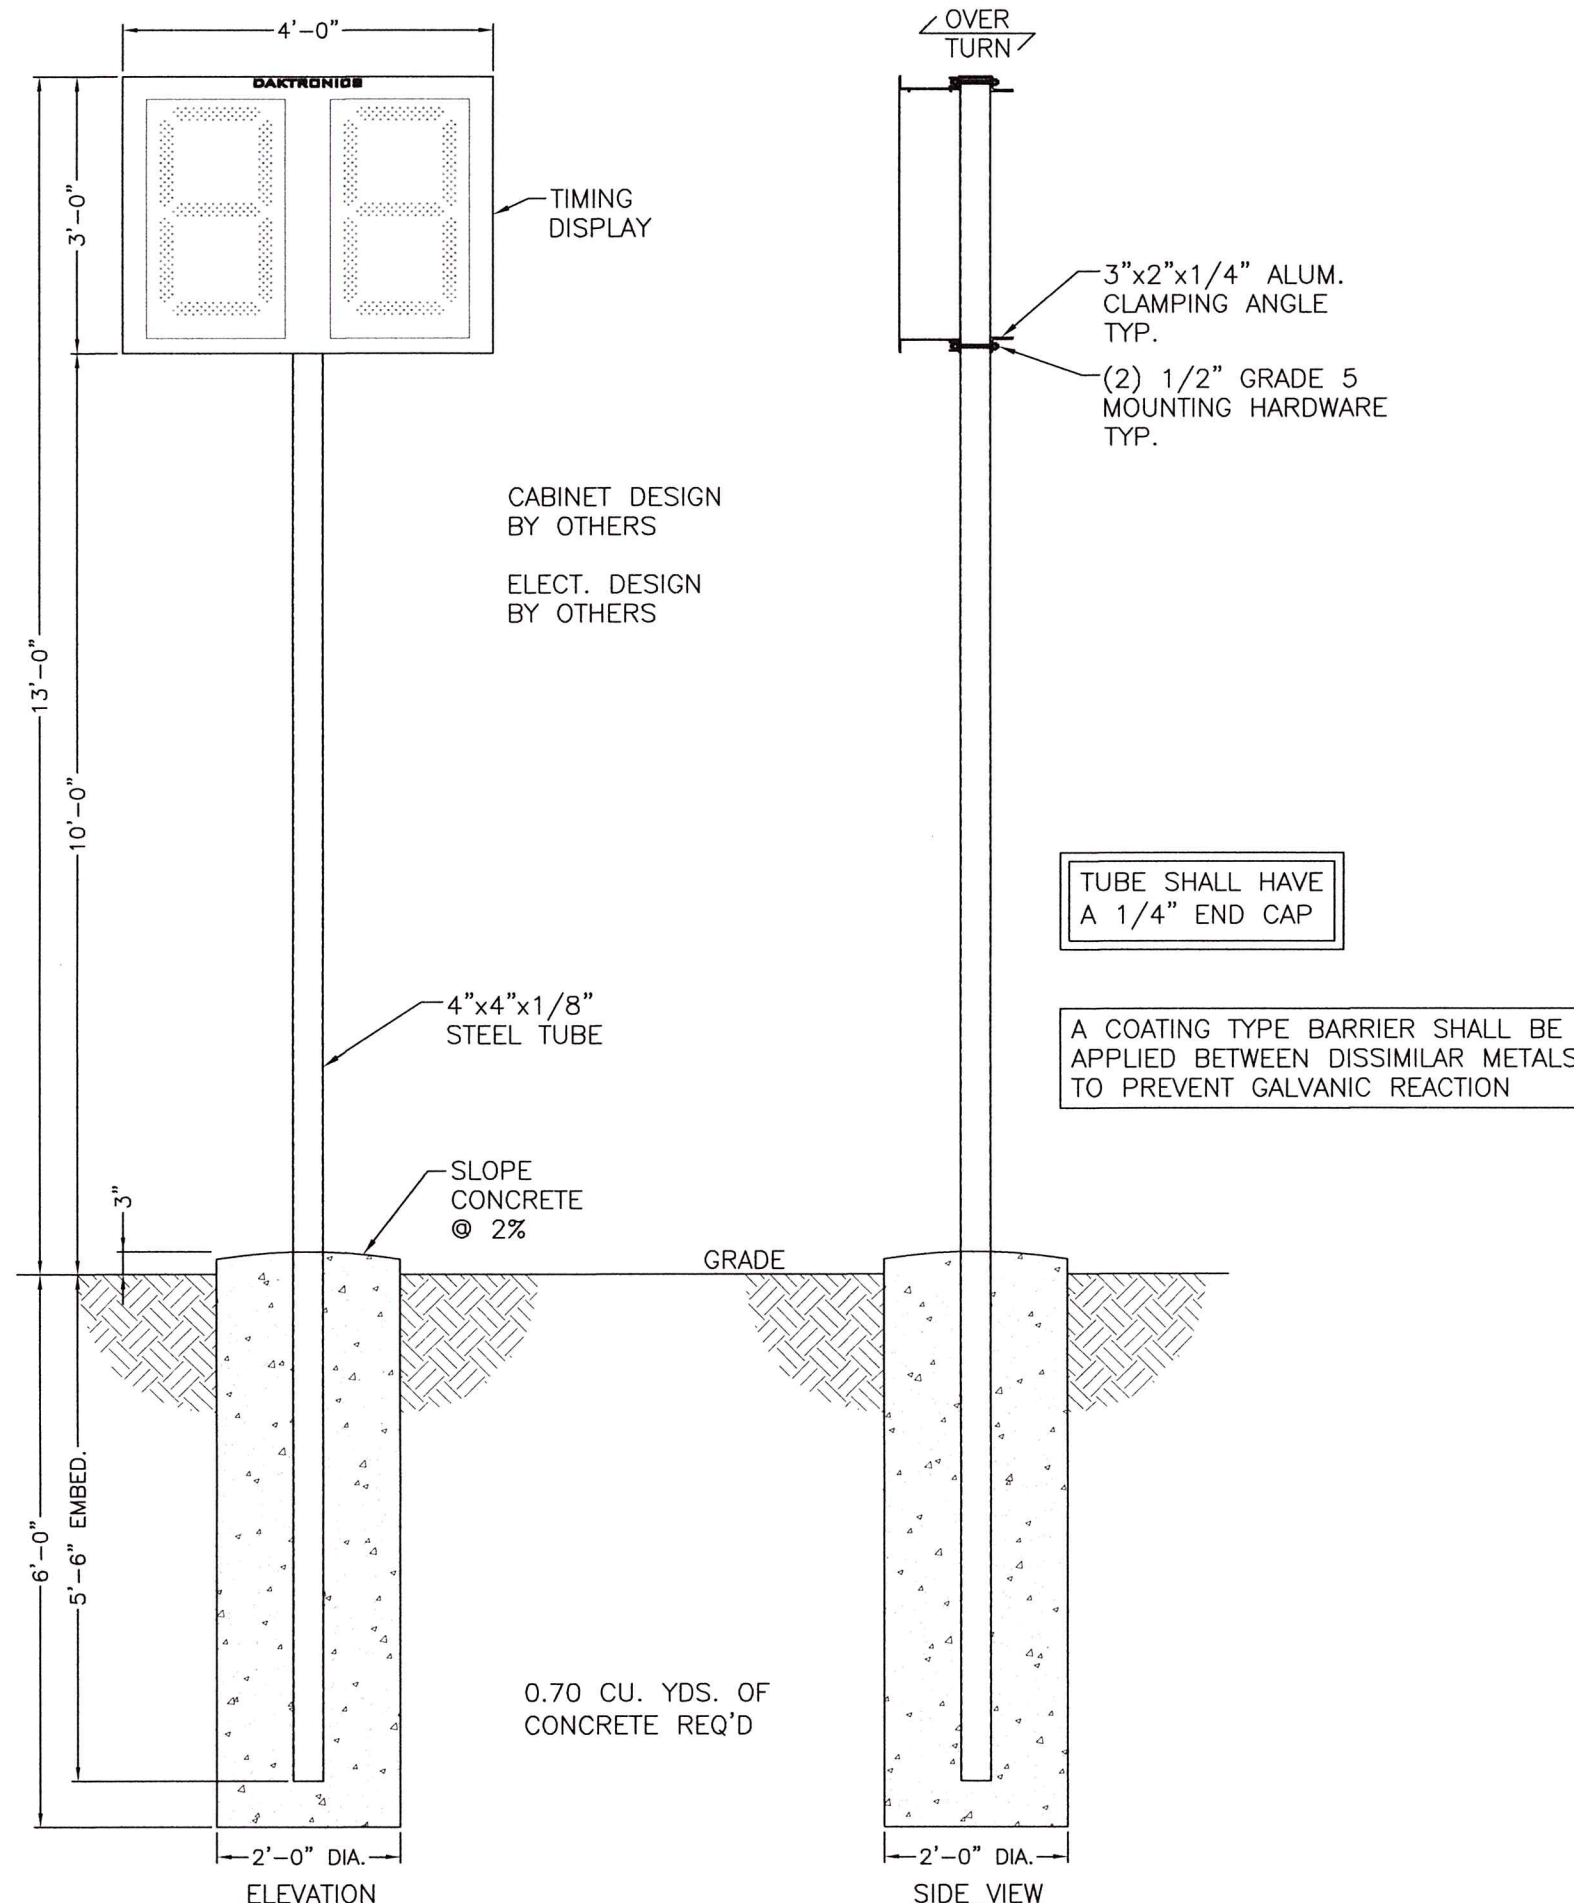 4'-0"
DAKTRONICS
3'-0"
TIMING
DISPLAY
CABINET DESIGN
BY OTHERS
ELECT. DESIGN
BY OTHERS
13'-0"
10'-0"
4"x4"x1/8"
STEEL TUBE
3"
SLOPE
CONCRETE
@ 2%
GRADE
6'-0"
5'-6" EMBED.
0.70 CU. YDS. OF
CONCRETE REQ'D
2'-0" DIA.
ELEVATION
OVER
TURN
3"x2"x1/4" ALUM.
CLAMPING ANGLE
TYP.
(2) 1/2" GRADE 5
MOUNTING HARDWARE
TYP.
TUBE SHALL HAVE
A 1/4" END CAP
A COATING TYPE BARRIER SHALL BE
APPLIED BETWEEN DISSIMILAR METALS
TO PREVENT GALVANIC REACTION
2'-0" DIA.
SIDE VIEW